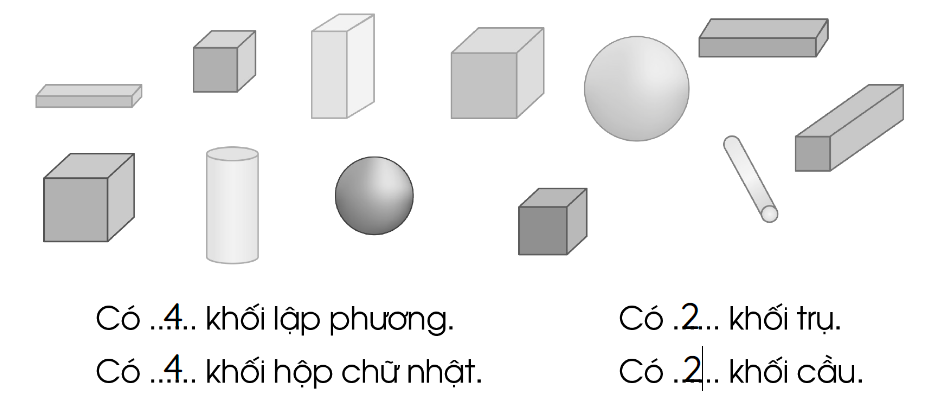 Có ..4... khối lập phương.
Có ..2... khối trụ.
Có ..4... khối hộp chữ nhật.
Có ..2... khối cầu.